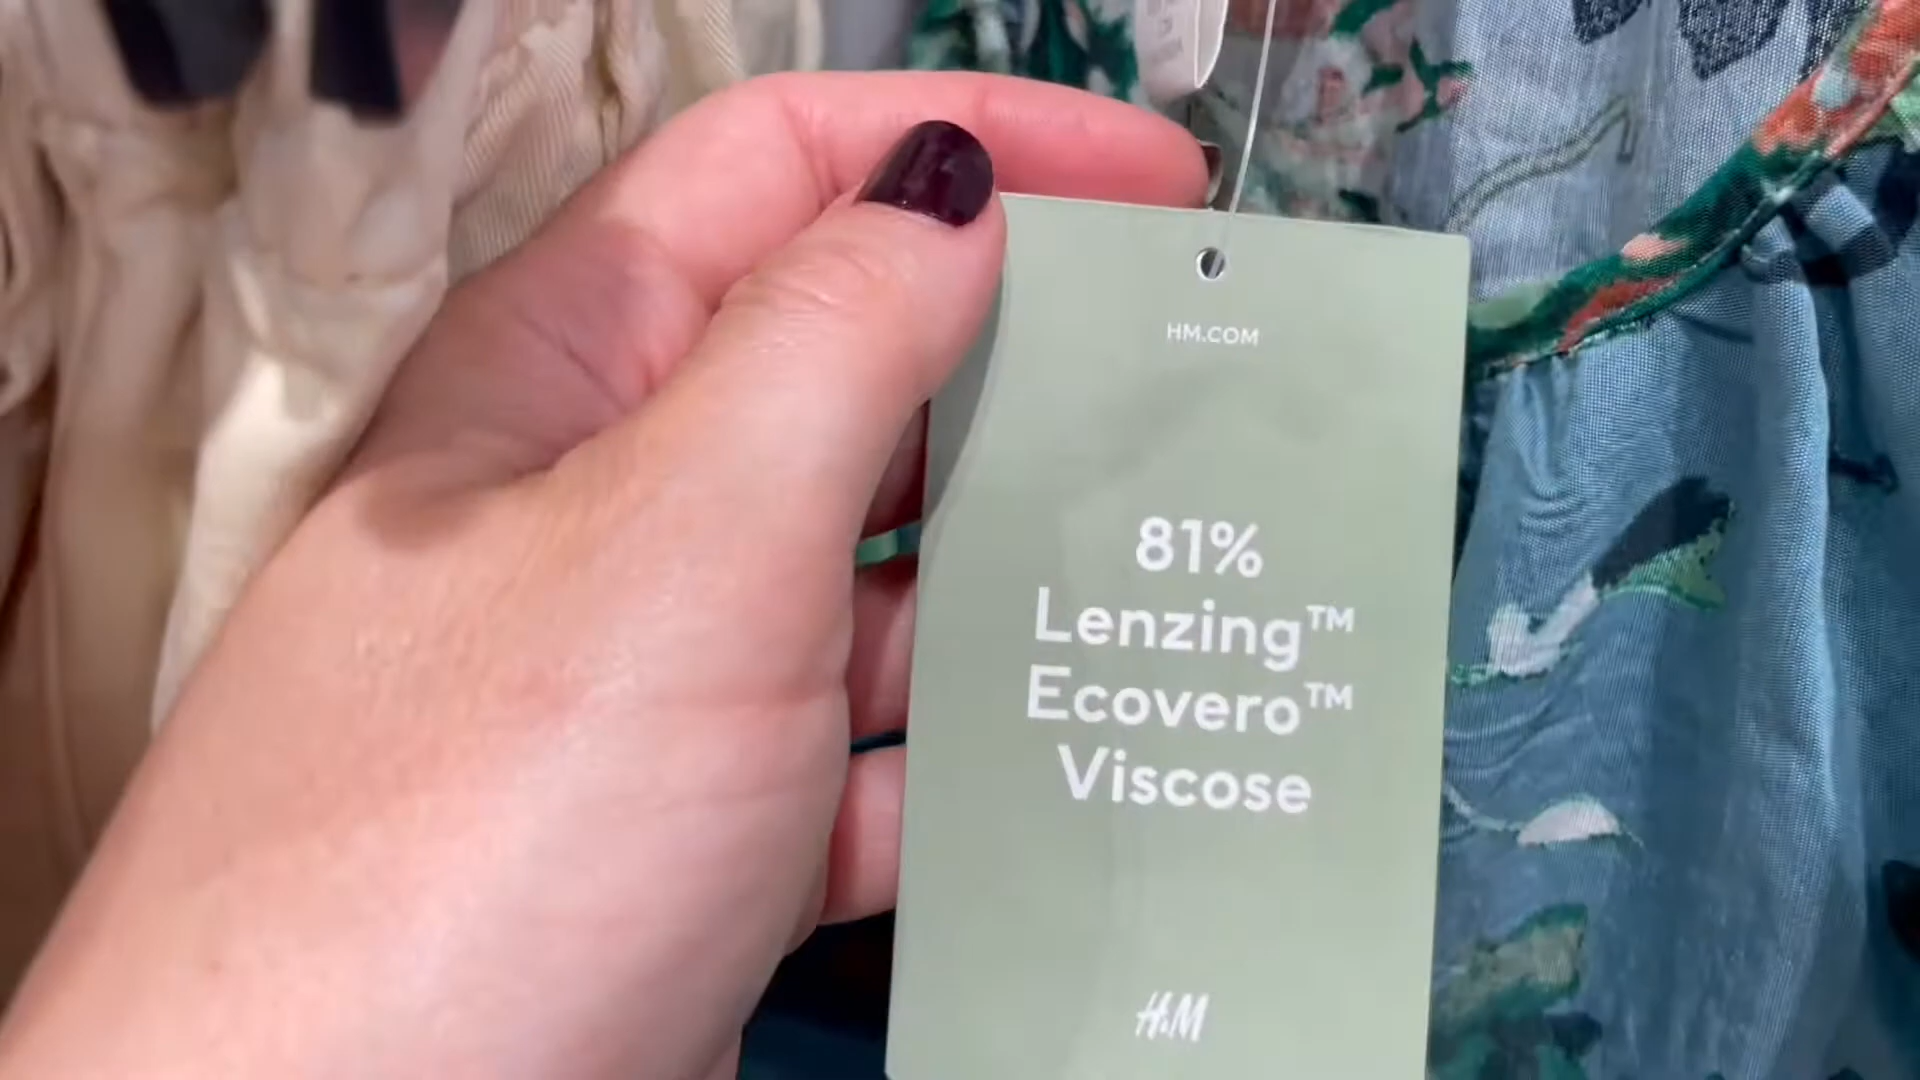 HM.COM
81%
Lenzing™
Ecovero™
Viscose
H&M